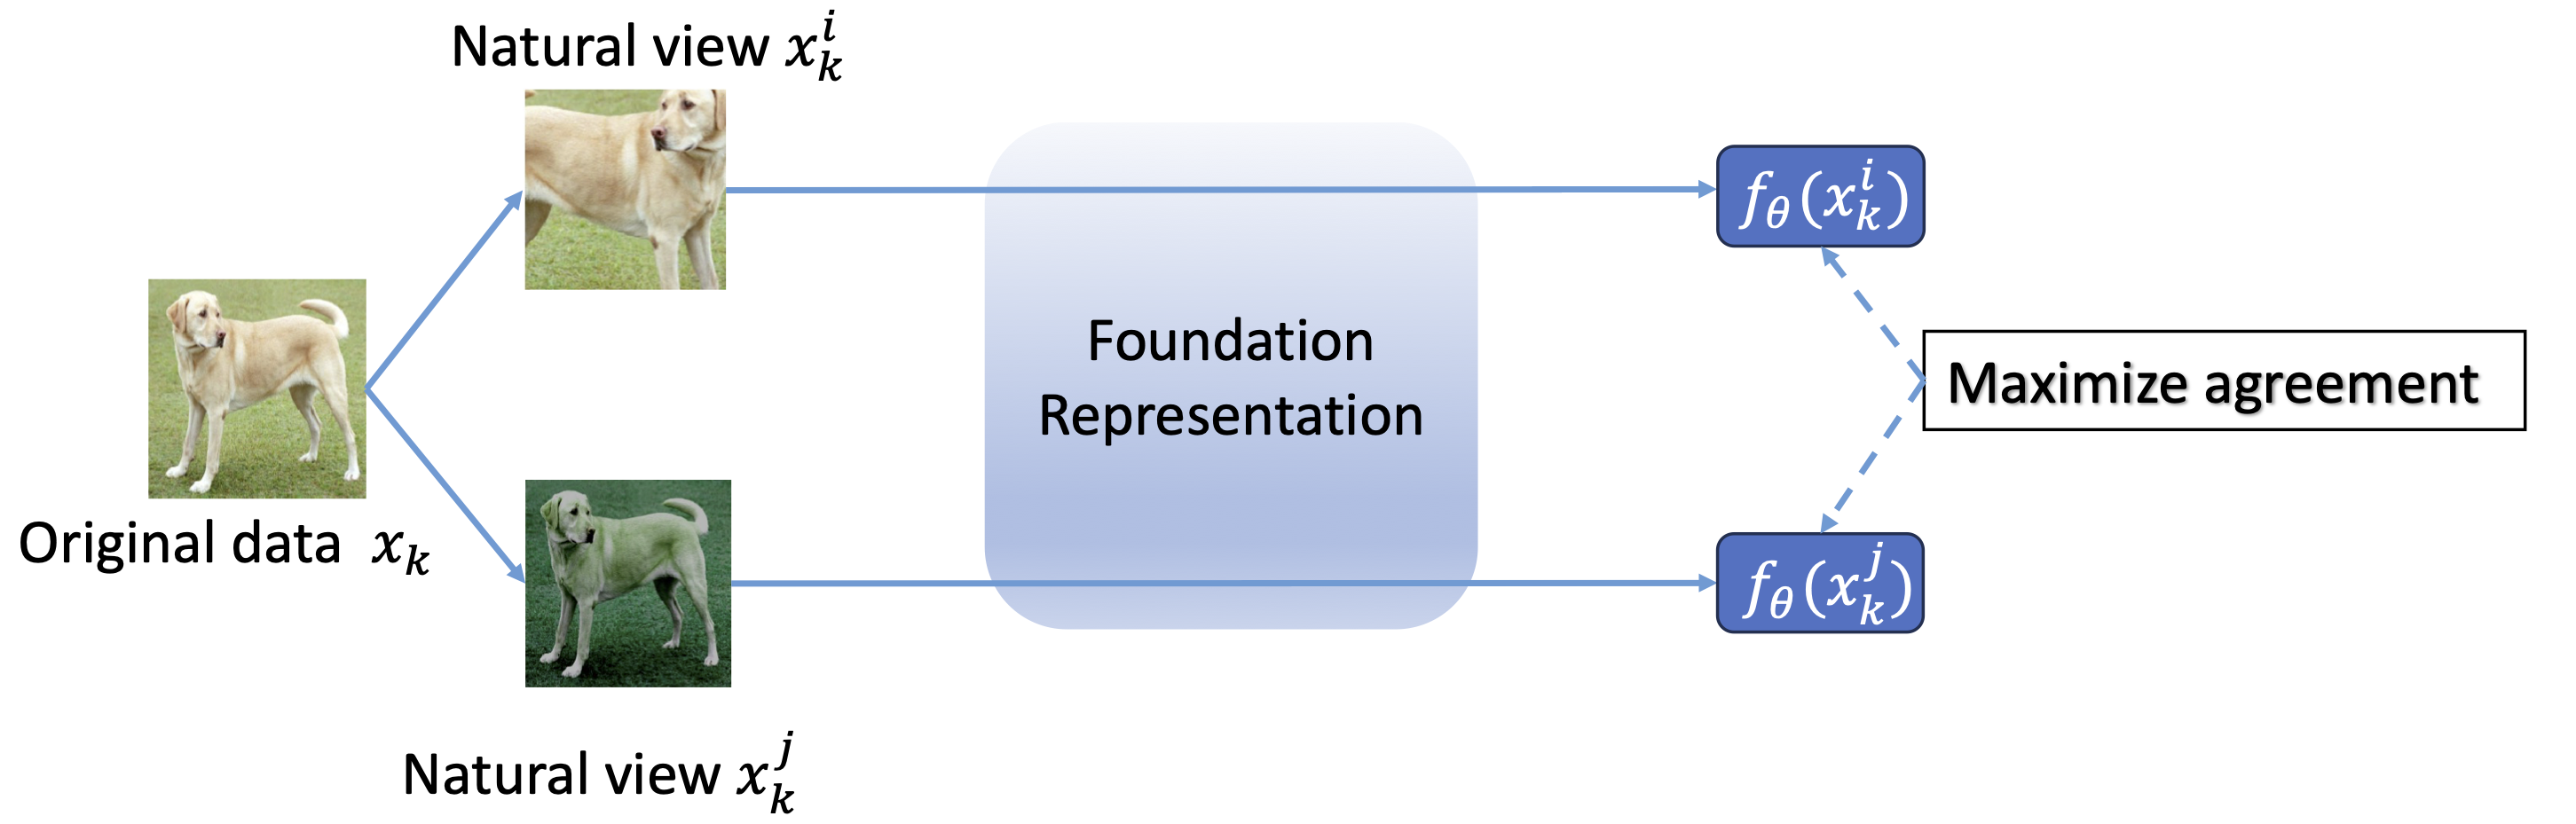 Natural view $x_k^i$
Original data $x_k$
Natural view $x_k^j$
Foundation
Representation
$f_\theta(x_k^i)$
Maximize agreement
$f_\theta(x_k^j)$